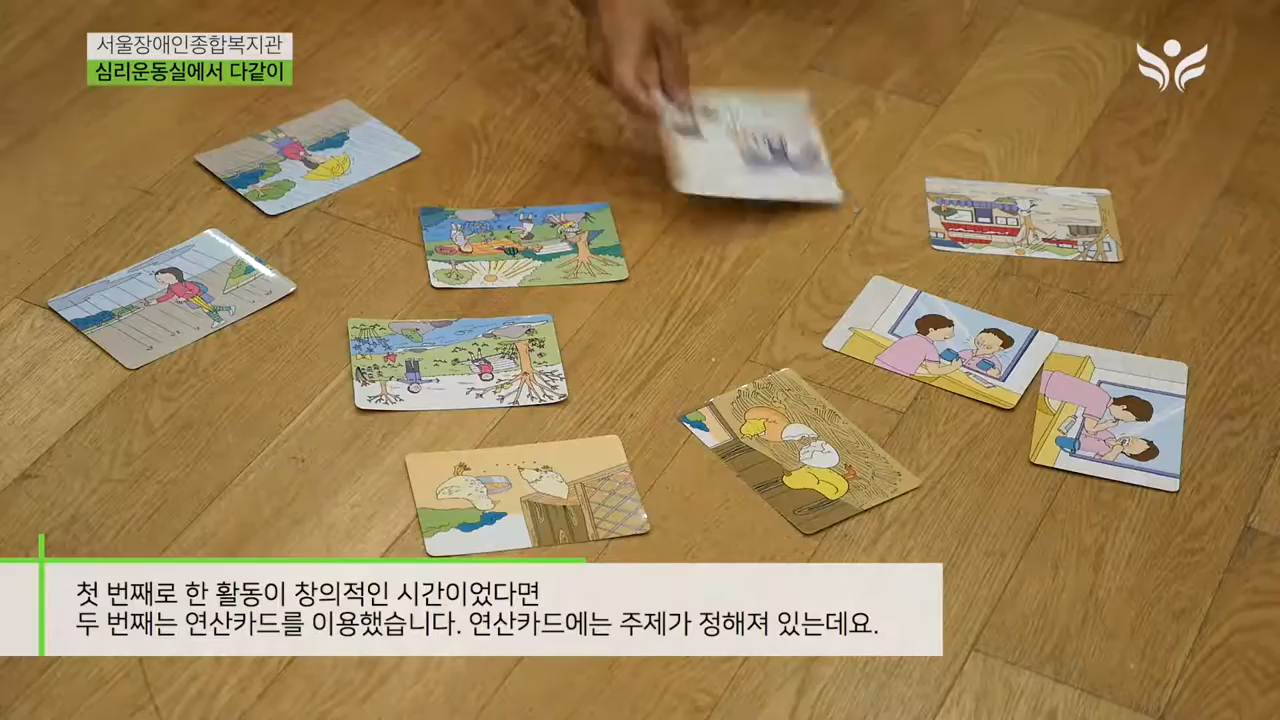 서울장애인종합복지관
심리운동실에서 다같이
첫 번째로 한 활동이 창의적인 시간이었다면
두 번째는 연산카드를 이용했습니다. 연산카드에는 주제가 정해져 있는데요.